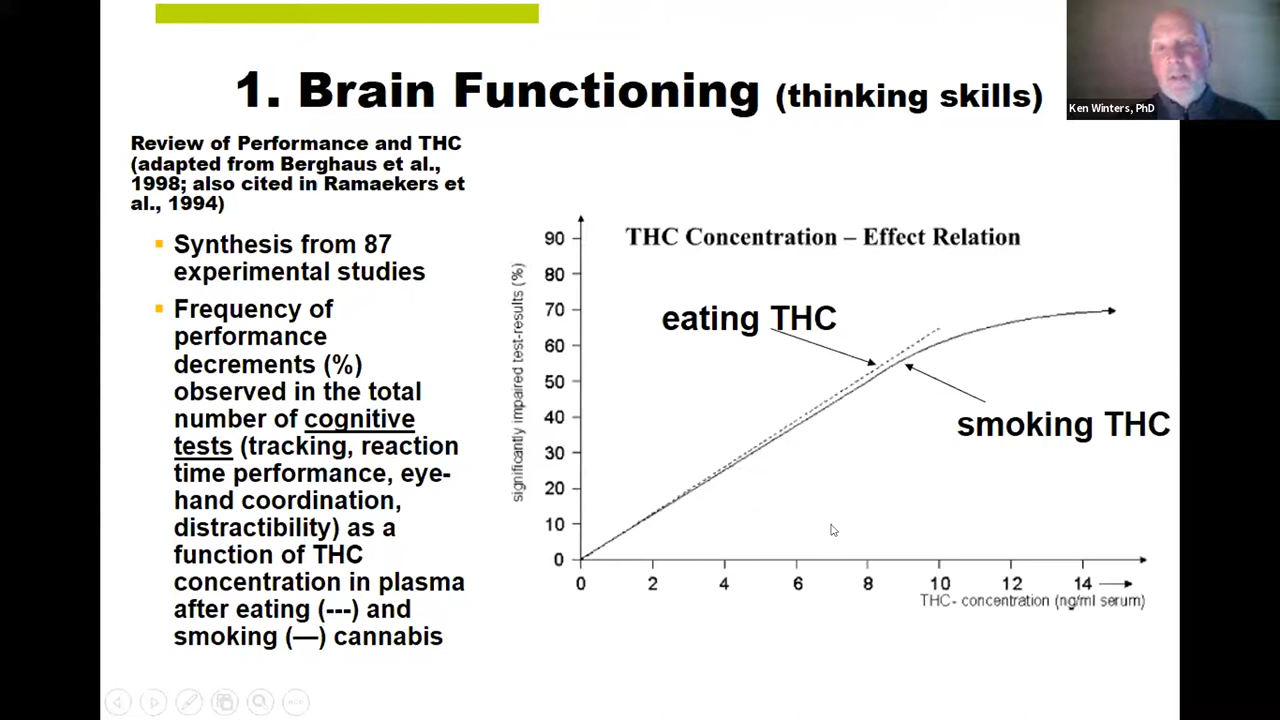 1. Brain Functioning (thinking skills)
Ken Winters, PhD
Review of Performance and THC
(adapted from Berghaus et al.,
1998; also cited in Ramaekers et
al., 1994)
Synthesis from 87
experimental studies
Frequency of
performance
decrements (%)
observed in the total
number of cognitive
tests (tracking, reaction
time performance, eye-
hand coordination,
distractibility) as a
function of THC
concentration in plasma
after eating (---) and
smoking (—) cannabis
THC Concentration – Effect Relation
significantly impaired test-results (%)
90
80
70
60
50
40
30
20
10
0
eating THC
smoking THC
0 2 4 6 8 10 12 14
THC- concentration (ng/ml serum)